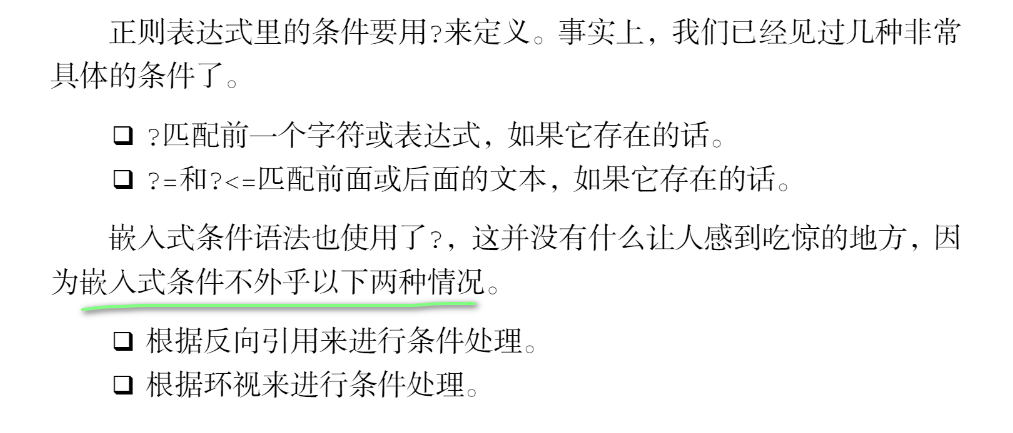 正则表达式里的条件要用?来定义。事实上，我们已经见过几种非常
具体的条件了。
❑ ?匹配前一个字符或表达式，如果它存在的话。
❑ ?=和?<=匹配前面或后面的文本，如果它存在的话。
嵌入式条件语法也使用了?，这并没有什么让人感到吃惊的地方，因
为嵌入式条件不外乎以下两种情况。
❑ 根据反向引用来进行条件处理。
❑ 根据环视来进行条件处理。